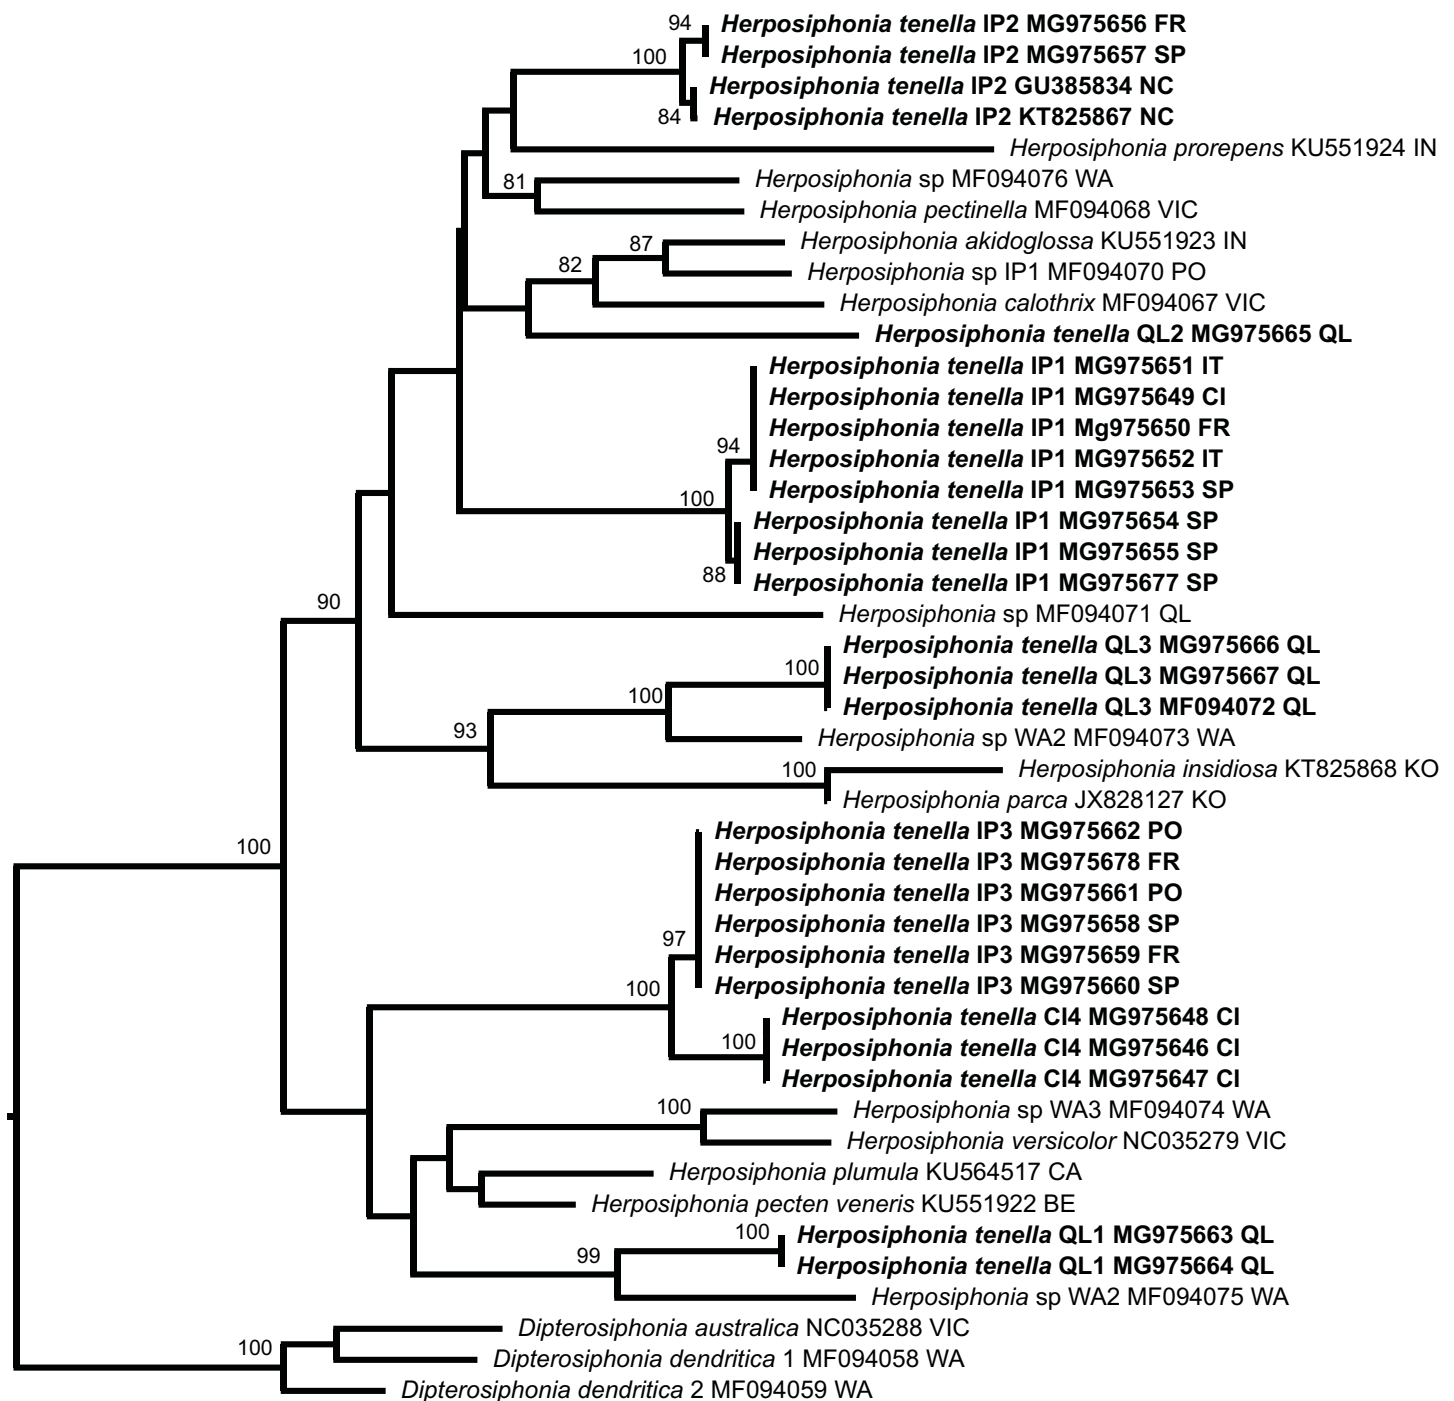 94
Herposiphonia tenella IP2 MG975656 FR
Herposiphonia tenella IP2 MG975657 SP
100
Herposiphonia tenella IP2 GU385834 NC
84
Herposiphonia tenella IP2 KT825867 NC
Herposiphonia prorepens KU551924 IN
Herposiphonia sp MF094076 WA
81
Herposiphonia pectinella MF094068 VIC
Herposiphonia akidoglossa KU551923 IN
87
82
Herposiphonia sp IP1 MF094070 PO
Herposiphonia calothrix MF094067 VIC
Herposiphonia tenella QL2 MG975665 QL
Herposiphonia tenella IP1 MG975651 IT
Herposiphonia tenella IP1 MG975649 CI
Herposiphonia tenella IP1 Mg975650 FR
94
Herposiphonia tenella IP1 MG975652 IT
Herposiphonia tenella IP1 MG975653 SP
100
Herposiphonia tenella IP1 MG975654 SP
Herposiphonia tenella IP1 MG975655 SP
88
Herposiphonia tenella IP1 MG975677 SP
90
Herposiphonia sp MF094071 QL
Herposiphonia tenella QL3 MG975666 QL
100
Herposiphonia tenella QL3 MG975667 QL
100
Herposiphonia tenella QL3 MF094072 QL
93
Herposiphonia sp WA2 MF094073 WA
100
Herposiphonia insidiosa KT825868 KO
Herposiphonia parca JX828127 KO
Herposiphonia tenella IP3 MG975662 PO
100
Herposiphonia tenella IP3 MG975678 FR
Herposiphonia tenella IP3 MG975661 PO
Herposiphonia tenella IP3 MG975658 SP
97
Herposiphonia tenella IP3 MG975659 FR
100
Herposiphonia tenella IP3 MG975660 SP
Herposiphonia tenella CI4 MG975648 CI
100
Herposiphonia tenella CI4 MG975646 CI
Herposiphonia tenella CI4 MG975647 CI
100
Herposiphonia sp WA3 MF094074 WA
Herposiphonia versicolor NC035279 VIC
Herposiphonia plumula KU564517 CA
Herposiphonia pecten veneris KU551922 BE
100
Herposiphonia tenella QL1 MG975663 QL
99
Herposiphonia tenella QL1 MG975664 QL
Herposiphonia sp WA2 MF094075 WA
Dipterosiphonia australica NC035288 VIC
100
Dipterosiphonia dendritica 1 MF094058 WA
Dipterosiphonia dendritica 2 MF094059 WA